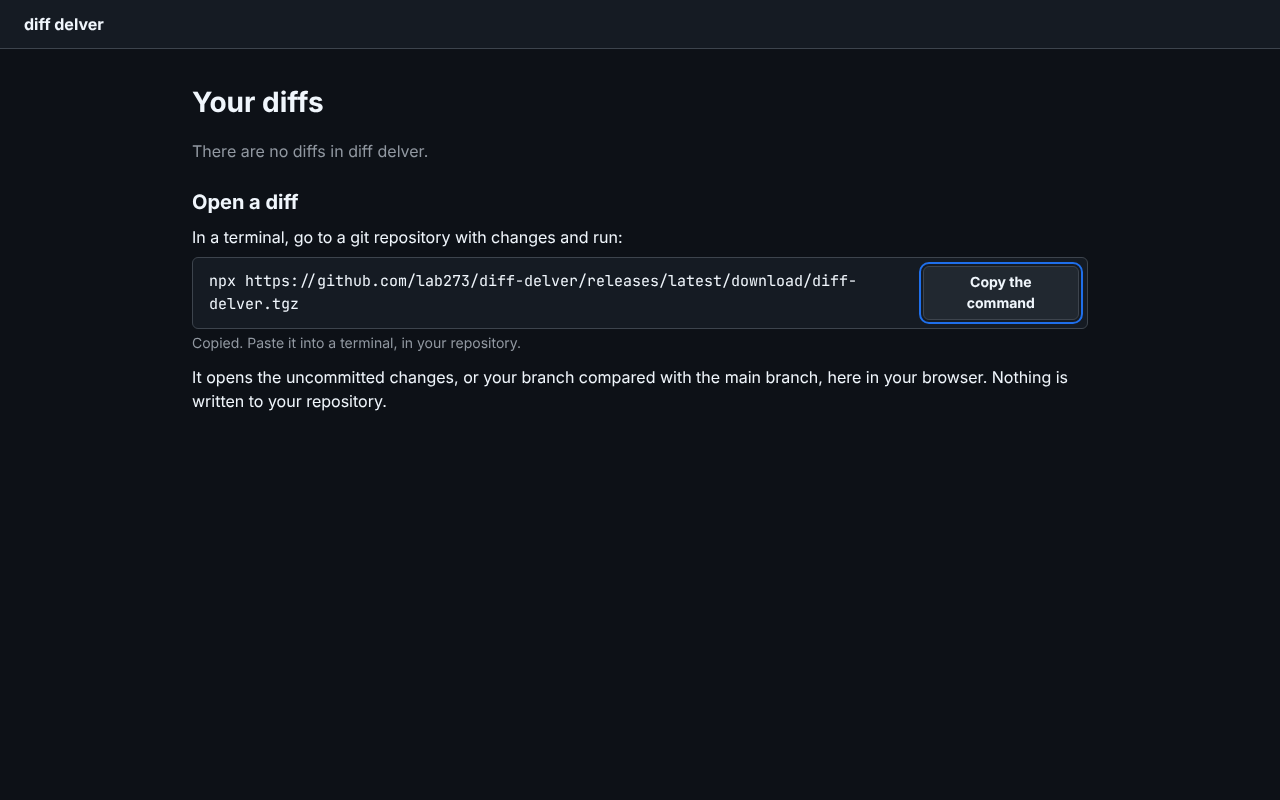 diff delver
Your diffs
There are no diffs in diff delver.
Open a diff
In a terminal, go to a git repository with changes and run:
npx https://github.com/lab273/diff-delver/releases/latest/download/diff-
delver.tgz
Copy the
command
Copied. Paste it into a terminal, in your repository.
It opens the uncommitted changes, or your branch compared with the main branch, here in your browser. Nothing is
written to your repository.